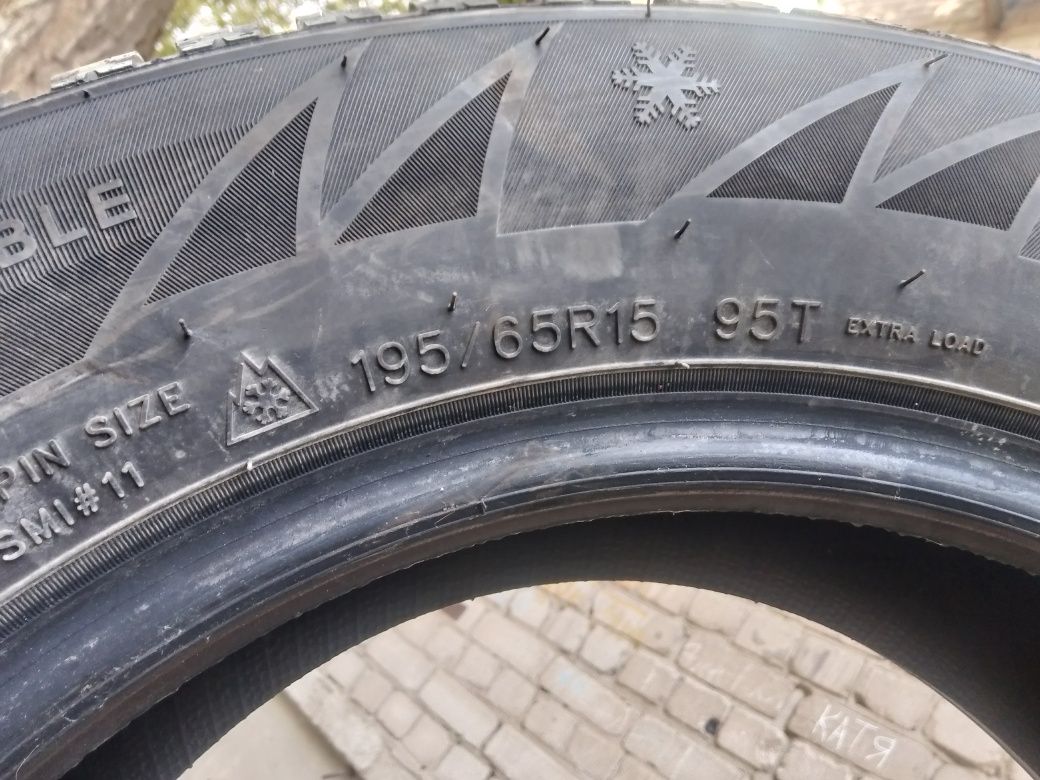 BLE
195/65R15 95T EXTRA LOAD
PIN SIZE
SMI#11
КАТЯ